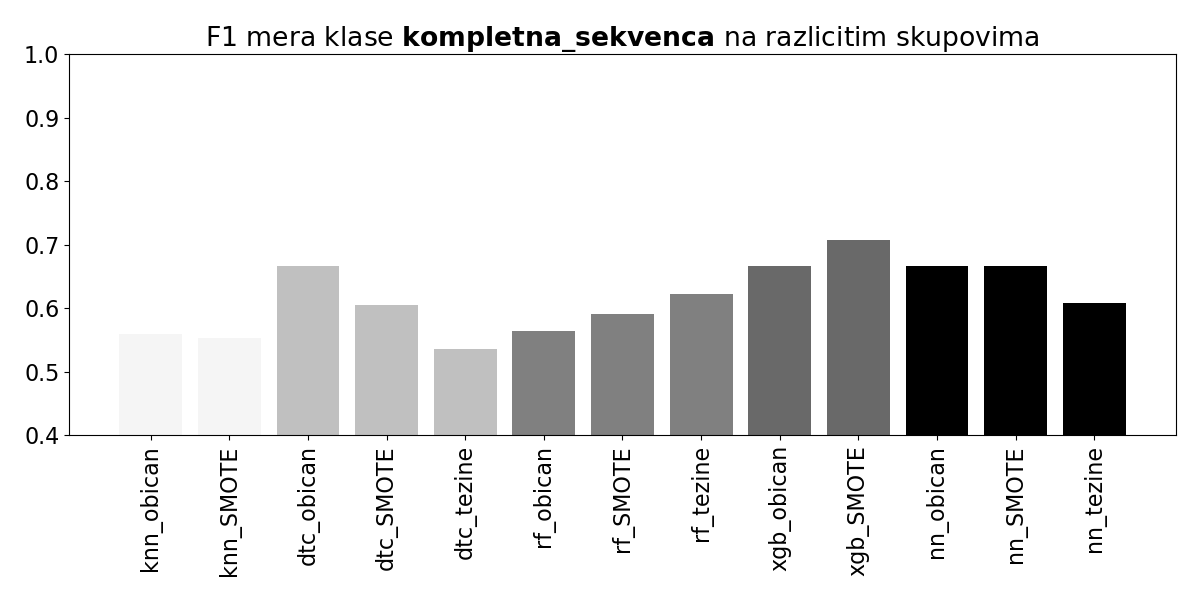 F1 mera klase kompletna_sekvenca na razlicitim skupovima
1.0
0.9
0.8
0.7
0.6
0.5
0.4
knn_obican
knn_SMOTE
dtc_obican
dtc_SMOTE
dtc_tezine
rf_obican
rf_SMOTE
rf_tezine
xgb_obican
xgb_SMOTE
nn_obican
nn_SMOTE
nn_tezine